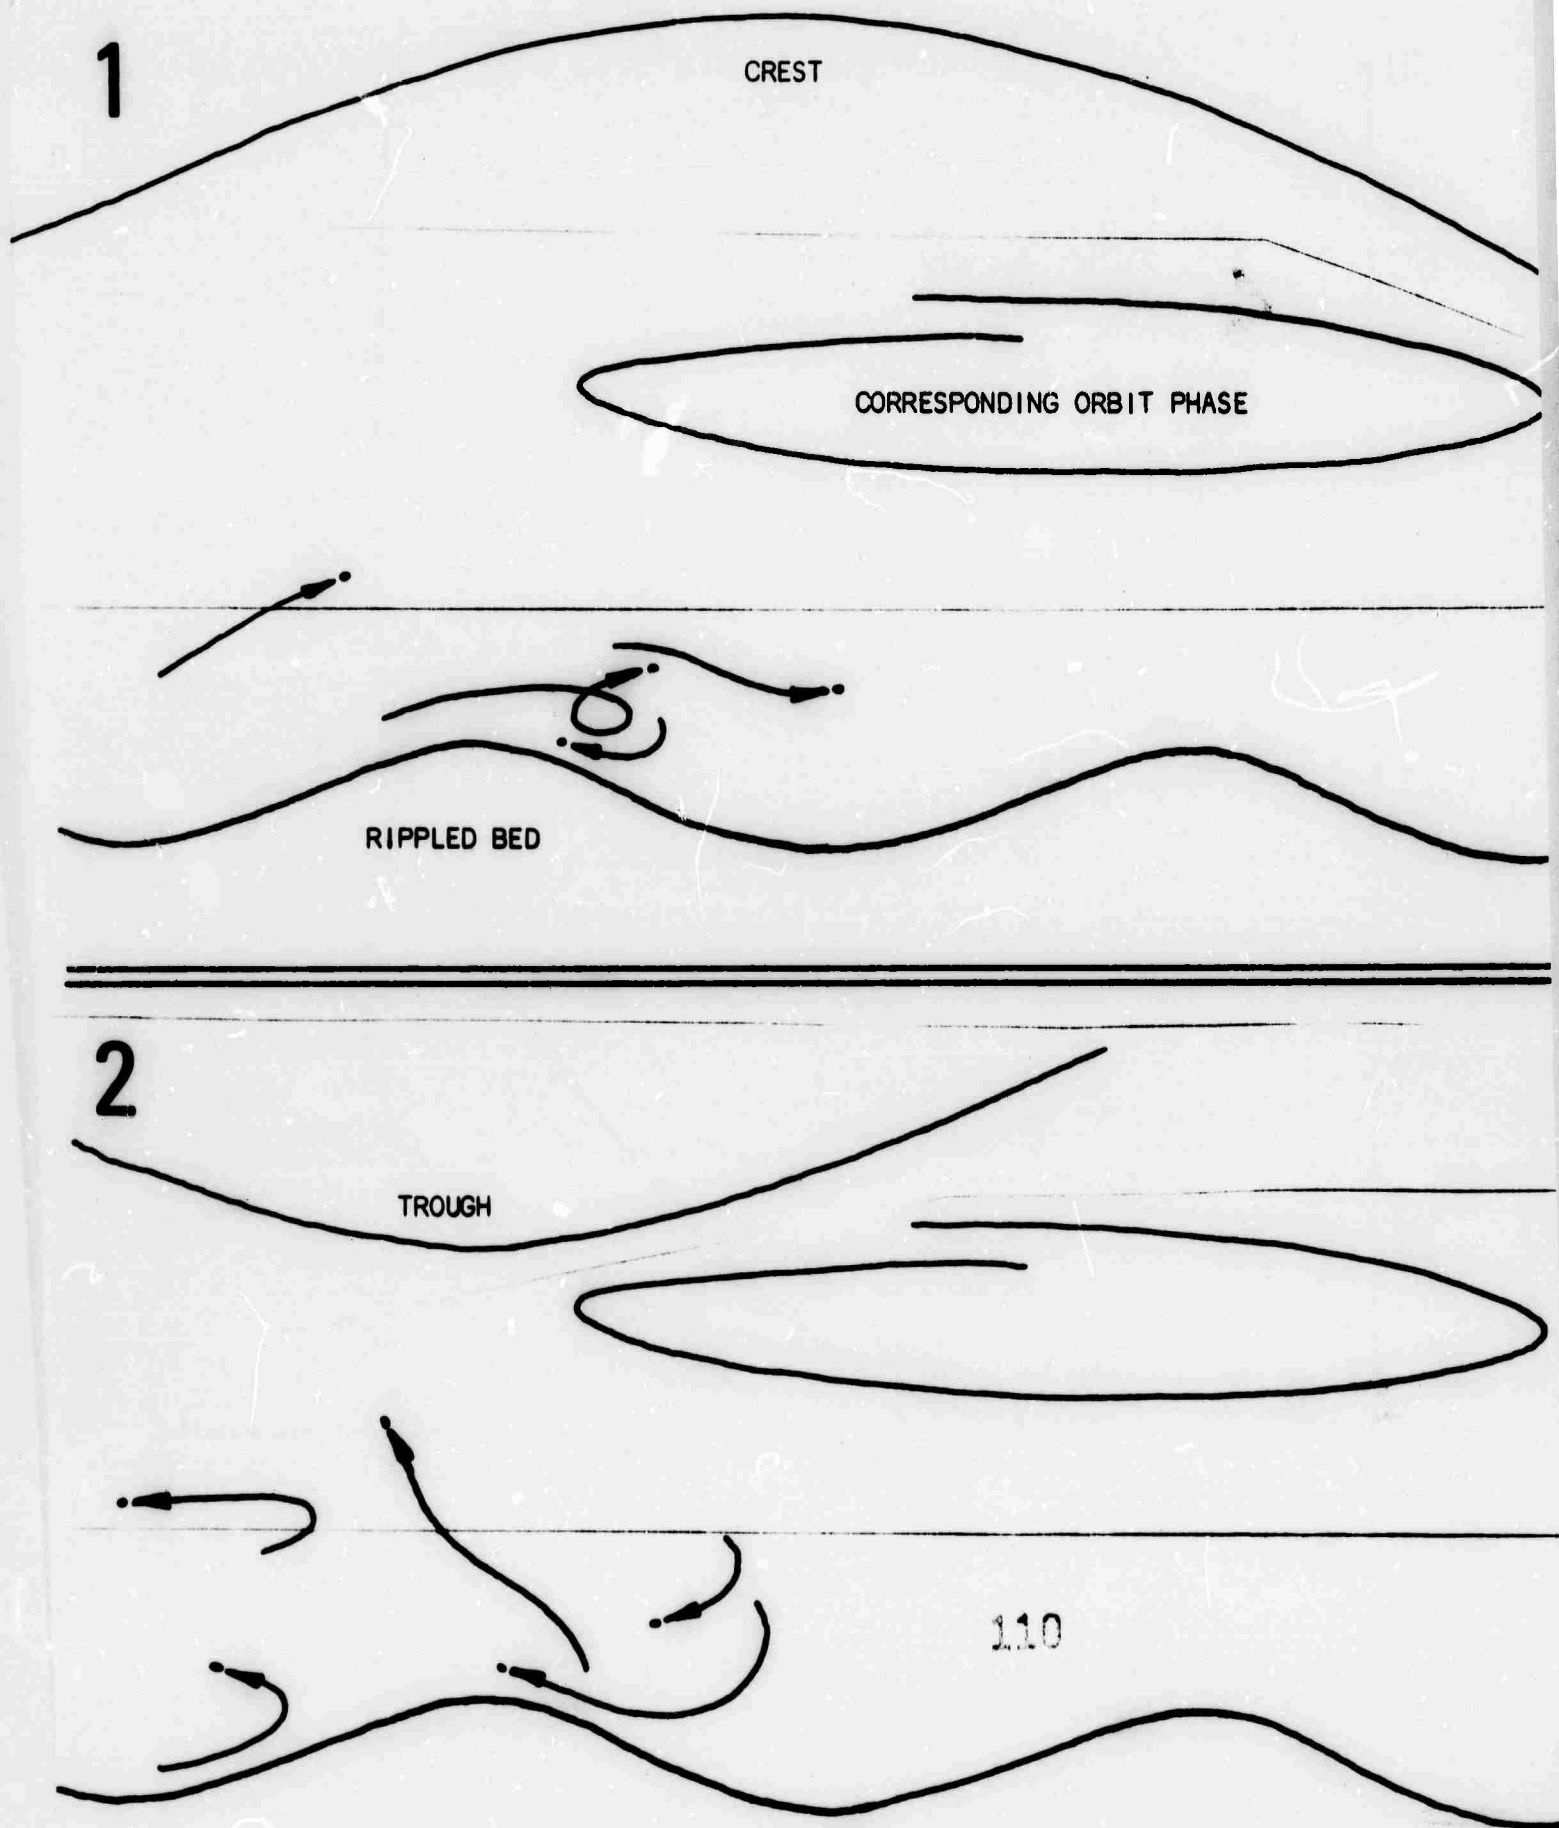 1
CREST
CORRESPONDING ORBIT PHASE
RIPPLED BED
2
TROUGH
110